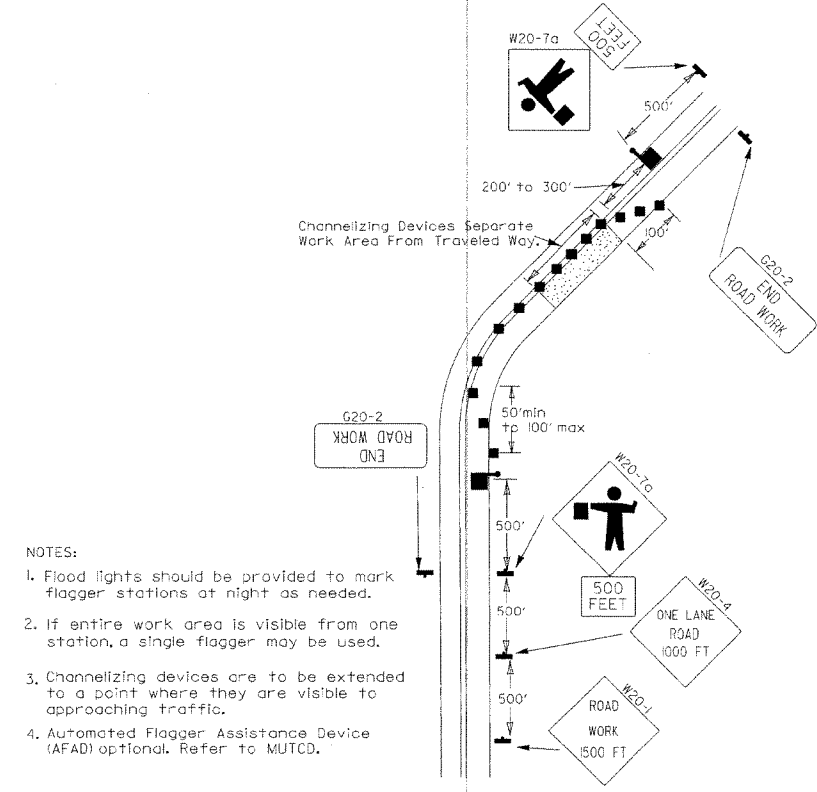 W20-7a
500
FEET
500'
200' to 300'
Channelizing Devices Separate
Work Area From Traveled Way.
100'
G20-2
END
ROAD WORK
50'min
to 100' max
G20-2
END
ROAD WORK
W20-7a
500'
500
FEET
500'
W20-4
ONE LANE
ROAD
1000 FT
500'
W20-1
ROAD
WORK
1500 FT
NOTES:
1. Flood lights should be provided to mark
flagger stations at night as needed.
2. If entire work area is visible from one
station, a single flagger may be used.
3. Channelizing devices are to be extended
to a point where they are visible to
approaching traffic.
4. Automated Flagger Assistance Device
(AFAD) optional. Refer to MUTCD.